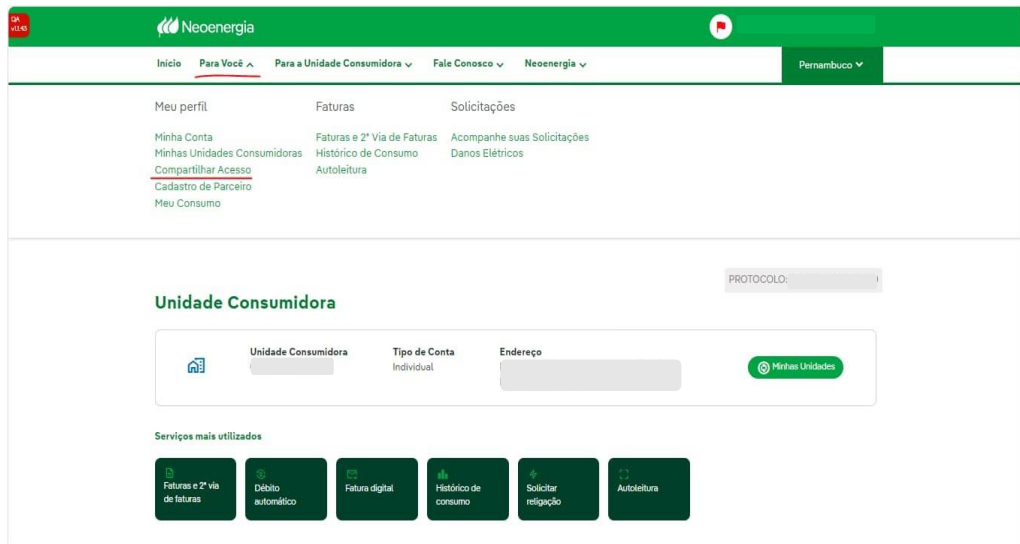 QA
v1.1.43
Neoenergia
Início Para Você Para a Unidade Consumidora Fale Conosco Neoenergia Pernambuco
Meu perfil Faturas Solicitações
Minha Conta Faturas e 2ª Via de Faturas Acompanhe suas Solicitações
Minhas Unidades Consumidoras Histórico de Consumo Danos Elétricos
Compartilhar Acesso Autoleitura
Cadastro de Parceiro
Meu Consumo
PROTOCOLO:
Unidade Consumidora
Unidade Consumidora Tipo de Conta Endereço
Individual
Minhas Unidades
Serviços mais utilizados
Faturas e 2ª via de faturas
Débito automático
Fatura digital
Histórico de consumo
Solicitar religação
Autoleitura